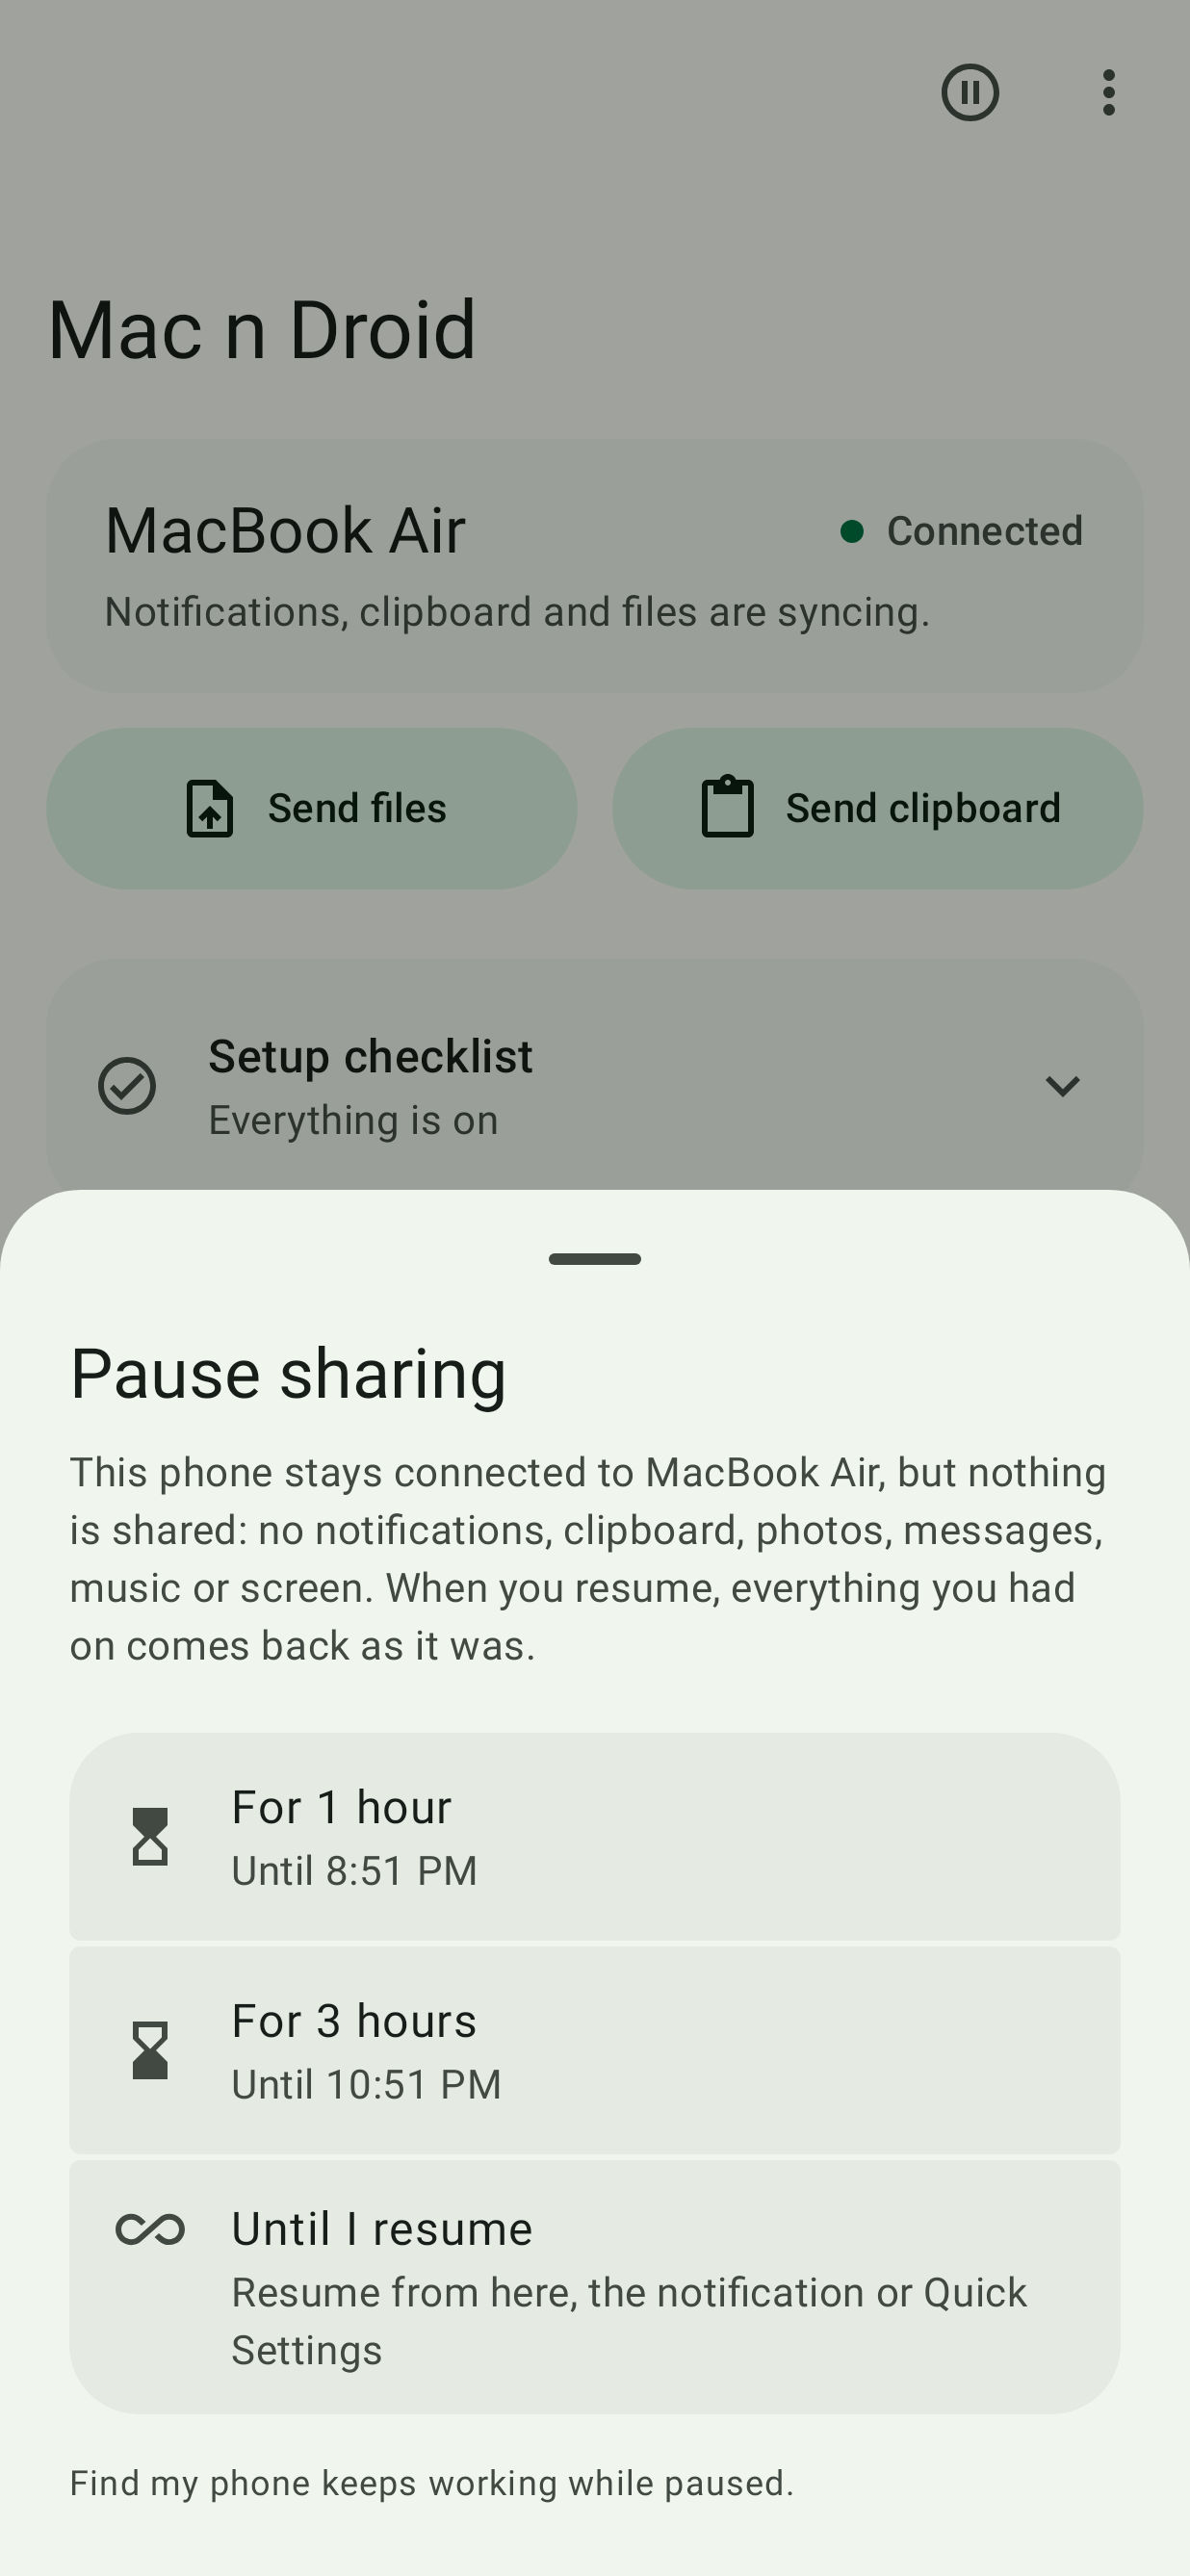 Mac n Droid
MacBook Air
Connected
Notifications, clipboard and files are syncing.
Send files
Send clipboard
Setup checklist
Everything is on
Pause sharing
This phone stays connected to MacBook Air, but nothing
is shared: no notifications, clipboard, photos, messages,
music or screen. When you resume, everything you had
on comes back as it was.
For 1 hour
Until 8:51 PM
For 3 hours
Until 10:51 PM
Until I resume
Resume from here, the notification or Quick
Settings
Find my phone keeps working while paused.